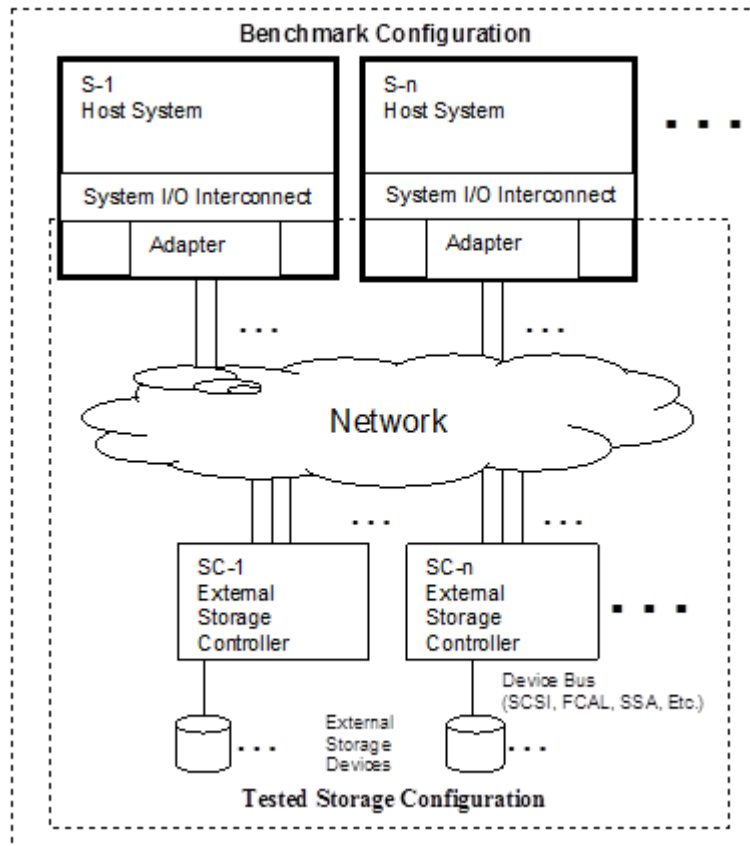 Benchmark Configuration
S-1
Host System
S-n
Host System
. . .
System I/O Interconnect
System I/O Interconnect
Adapter
Adapter
. . .
. . .
Network
. . .
. . .
SC-1
External
Storage
Controller
SC-n
External
Storage
Controller
. . .
Device Bus
(SCSI, FCAL, SSA, Etc.)
. . .
External
Storage
Devices
. . .
Tested Storage Configuration